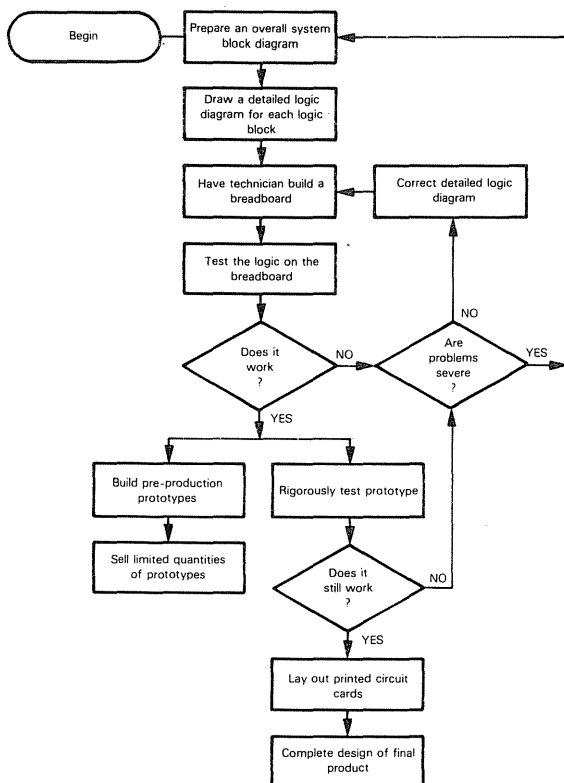 Begin
Prepare an overall system
block diagram
Draw a detailed logic
diagram for each logic
block
Have technician build a
breadboard
Correct detailed logic
diagram
Test the logic on the
breadboard
NO
Does it
work
?
NO
Are
problems
severe
?
YES
YES
Build pre-production
prototypes
Rigorously test prototype
Sell limited quantities
of prototypes
Does it
still work
?
NO
YES
Lay out printed circuit
cards
Complete design of final
product